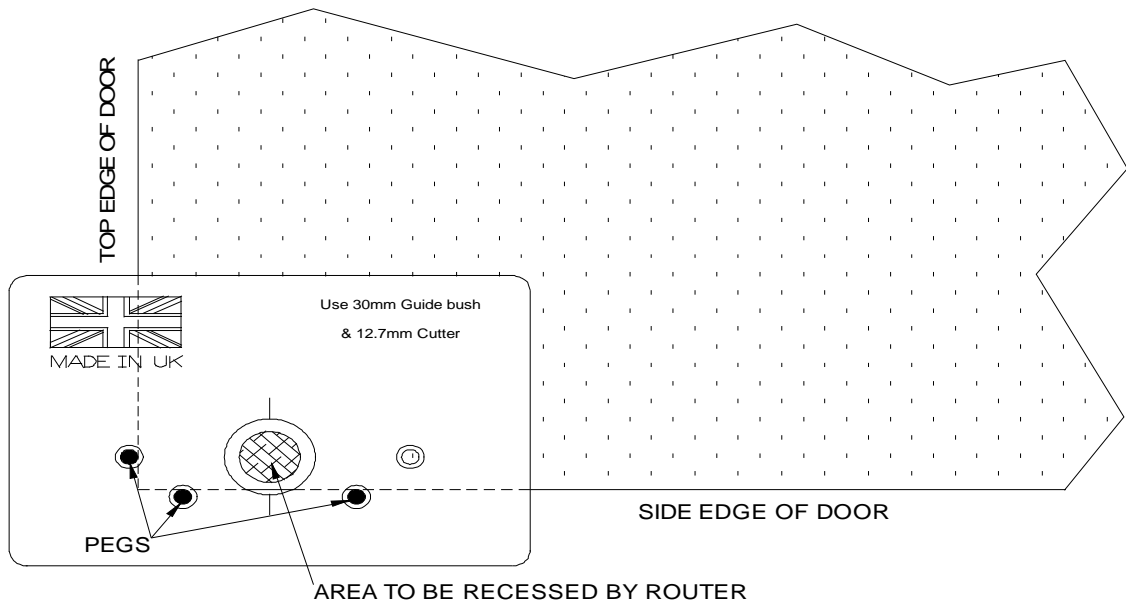 TOP EDGE OF DOOR
Use 30mm Guide bush
& 12.7mm Cutter
MADE IN UK
SIDE EDGE OF DOOR
PEGS
AREA TO BE RECESSED BY ROUTER